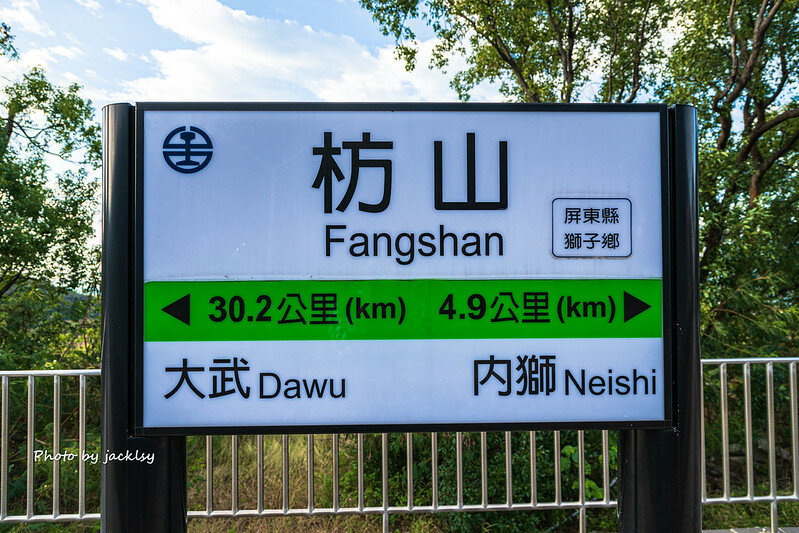 枋山
Fangshan
屏東縣
獅子鄉
30.2公里(km) 4.9公里(km)
大武 Dawu 内獅 Neishi
Photo by jacklsy